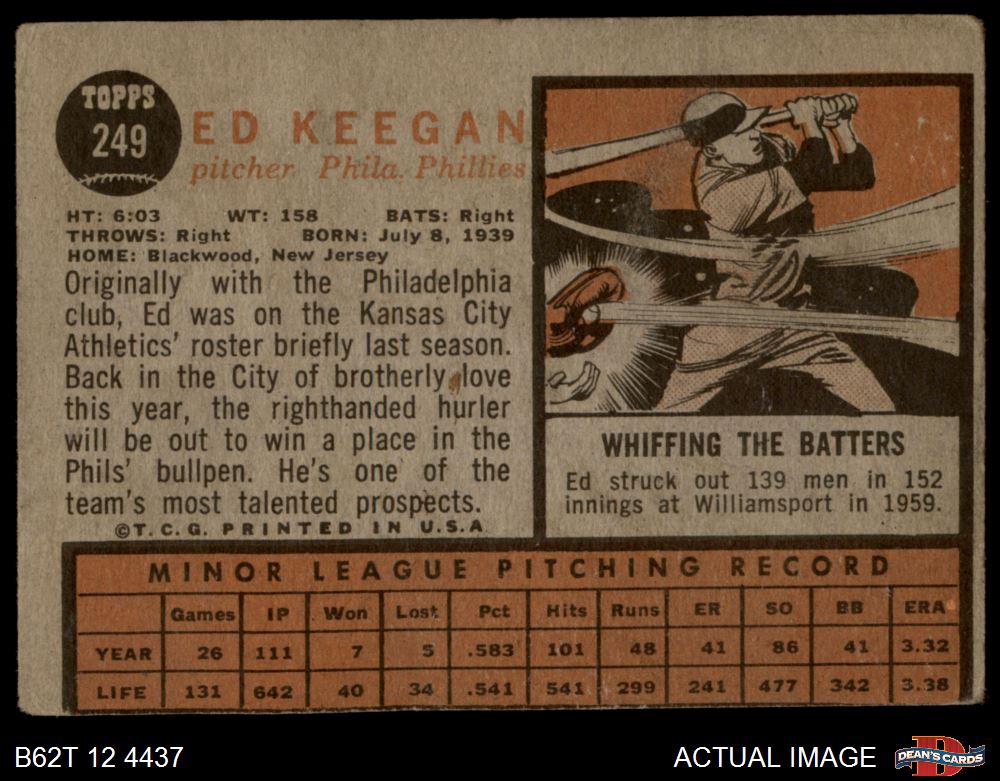 TOPPS
249
ED KEEGAN
pitcher Phila. Phillies
HT: 6:03 WT: 158 BATS: Right
THROWS: Right BORN: July 8, 1939
HOME: Blackwood, New Jersey
Originally with the Philadelphia
club, Ed was on the Kansas City
Athletics' roster briefly last season.
Back in the City of brotherly love
this year, the righthanded hurler
will be out to win a place in the
Phils' bullpen. He's one of the
team's most talented prospects.
©T.C.G. PRINTED IN U.S.A
WHIFFING THE BATTERS
Ed struck out 139 men in 152
innings at Williamsport in 1959.
MINOR LEAGUE PITCHING RECORD
Games IP Won Lost Pct Hits Runs ER SO BB ERA
YEAR 26 111 7 5 .583 101 48 41 86 41 3.32
LIFE 131 642 40 34 .541 541 299 241 477 342 3.38
B62T 12 4437
ACTUAL IMAGE
D
DEAN'S CARDS